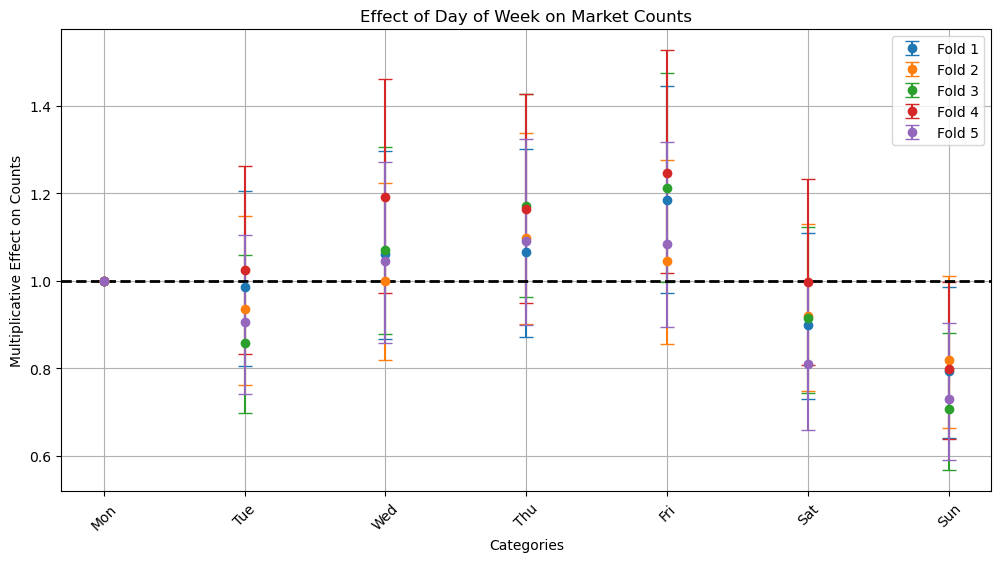 Effect of Day of Week on Market Counts
Multiplicative Effect on Counts
1.4
1.2
1.0
0.8
0.6
Fold 1
Fold 2
Fold 3
Fold 4
Fold 5
Mon
Tue
Wed
Thu
Fri
Sat
Sun
Categories